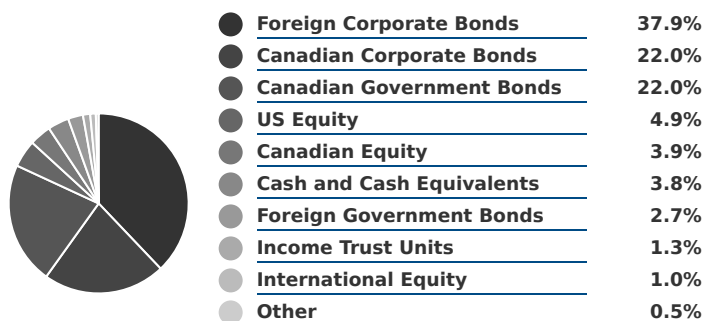 Foreign Corporate Bonds 37.9%
Canadian Corporate Bonds 22.0%
Canadian Government Bonds 22.0%
US Equity 4.9%
Canadian Equity 3.9%
Cash and Cash Equivalents 3.8%
Foreign Government Bonds 2.7%
Income Trust Units 1.3%
International Equity 1.0%
Other 0.5%